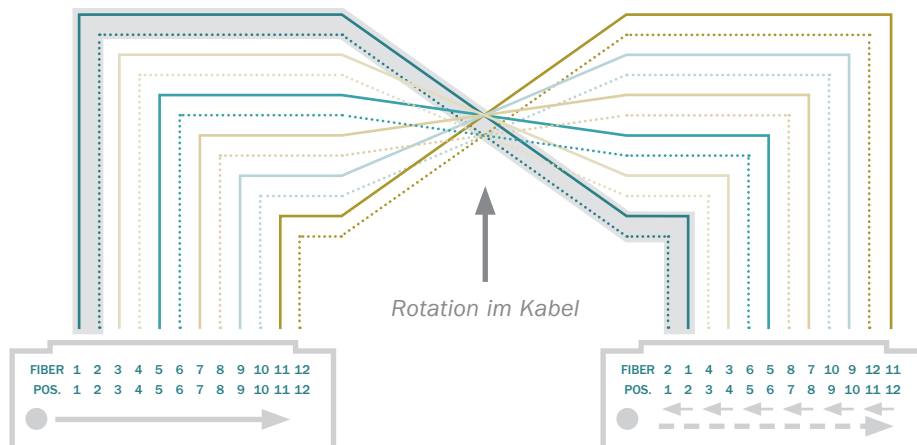 Rotation im Kabel
FIBER 1 2 3 4 5 6 7 8 9 10 11 12
POS. 1 2 3 4 5 6 7 8 9 10 11 12
FIBER 2 1 4 3 6 5 8 7 10 9 12 11
POS. 1 2 3 4 5 6 7 8 9 10 11 12